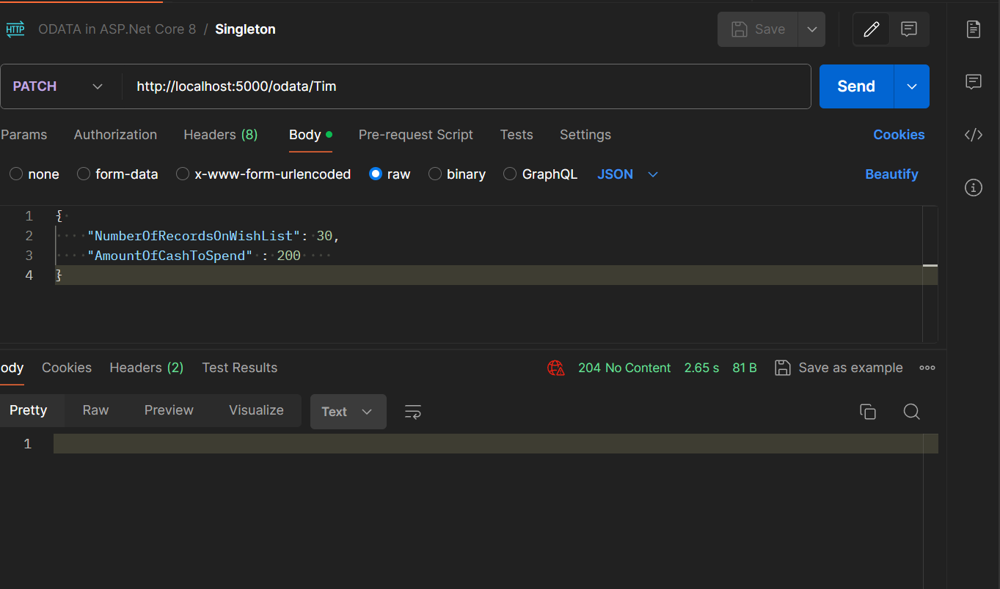 HTTP ODATA in ASP.Net Core 8 / Singleton Save
PATCH http://localhost:5000/odata/Tim Send
Params Authorization Headers (8) Body Pre-request Script Tests Settings Cookies
none form-data x-www-form-urlencoded raw binary GraphQL JSON Beautify
1 {
2 "NumberOfRecordsOnWishList": 30,
3 "AmountOfCashToSpend" : 200
4 }
ody Cookies Headers (2) Test Results 204 No Content 2.65 s 81 B Save as example
Pretty Raw Preview Visualize Text
1